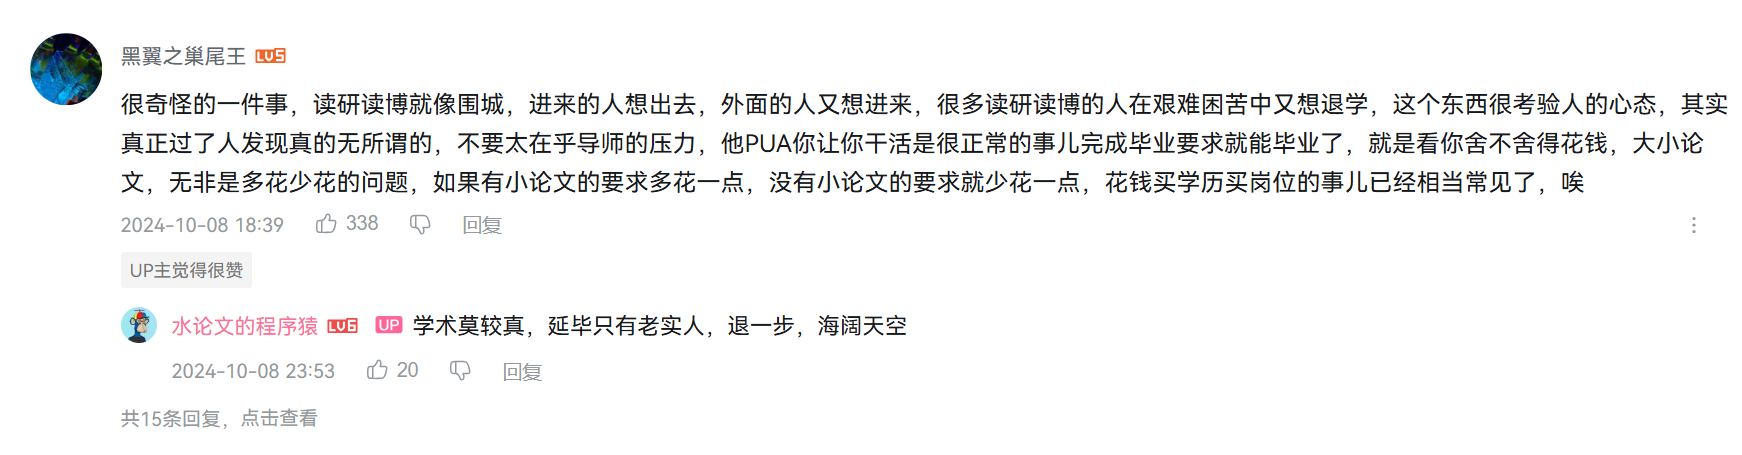 黑翼之巢尾王 LV5
很奇怪的一件事，读研读博就像围城，进来的人想出去，外面的人又想进来，很多读研读博的人在艰难困苦中又想退学，这个东西很考验人的心态，其实
真正过了人发现真的无所谓的，不要太在乎导师的压力，他PUA你让你干活是很正常的事儿完成毕业要求就能毕业了，就是看你舍不舍得花钱，大小论
文，无非是多花少花的问题，如果有小论文的要求多花一点，没有小论文的要求就少花一点，花钱买学历买岗位的事儿已经相当常见了，唉
2024-10-08 18:39 338 回复
UP主觉得很赞
水论文的程序猿 LV6 UP 学术莫较真，延毕只有老实人，退一步，海阔天空
2024-10-08 23:53 20 回复
共15条回复，点击查看